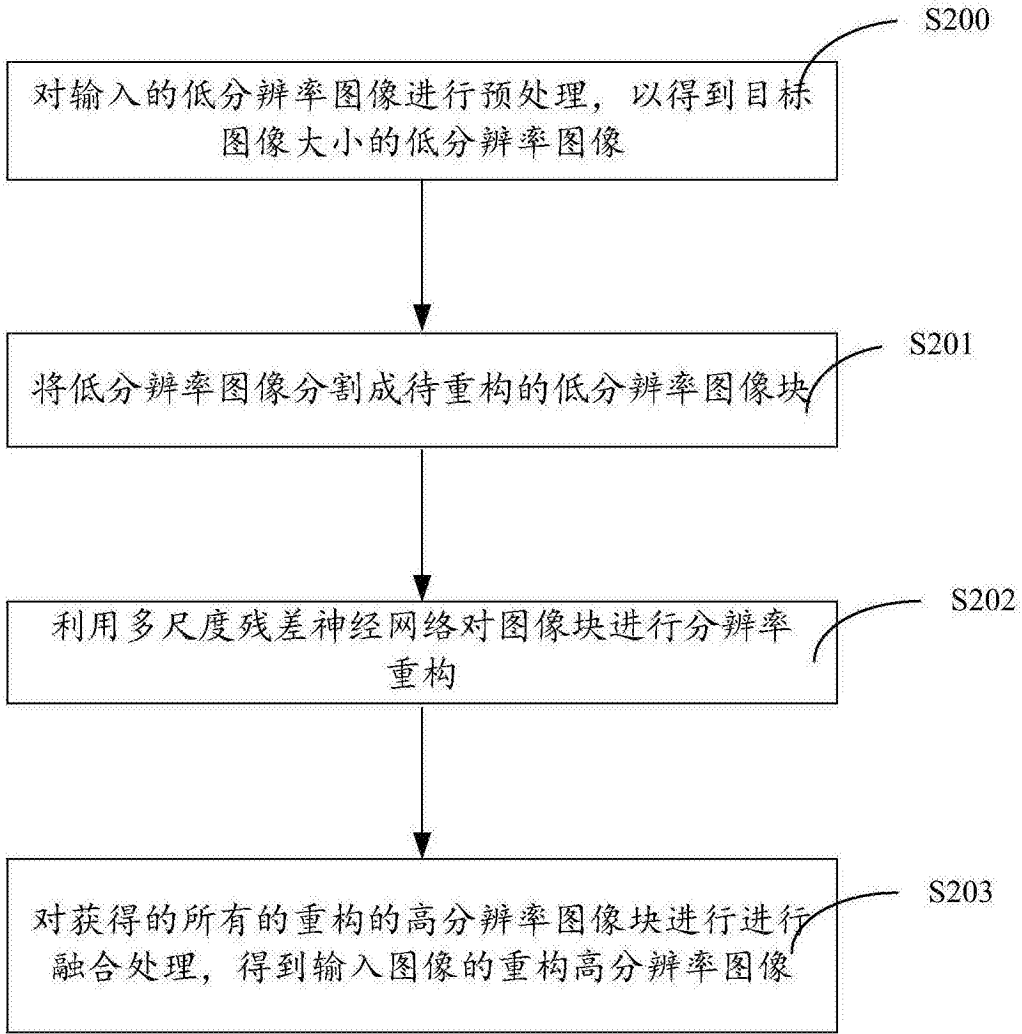 S200
对输入的低分辨率图像进行预处理，以得到目标
图像大小的低分辨率图像
S201
将低分辨率图像分割成待重构的低分辨率图像块
S202
利用多尺度残差神经网络对图像块进行分辨率
重构
S203
对获得的所有的重构的高分辨率图像块进行进行
融合处理，得到输入图像的重构高分辨率图像